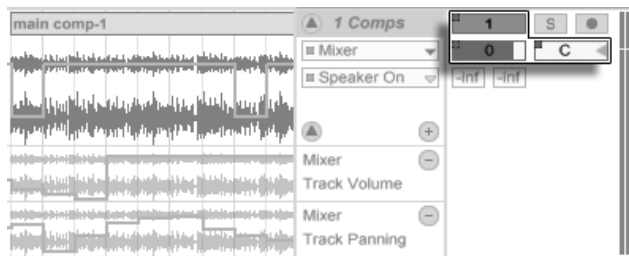 main comp-1
1 Comps
1
S
Mixer
0
C
Speaker On
-inf
-inf
Mixer
Track Volume
Mixer
Track Panning